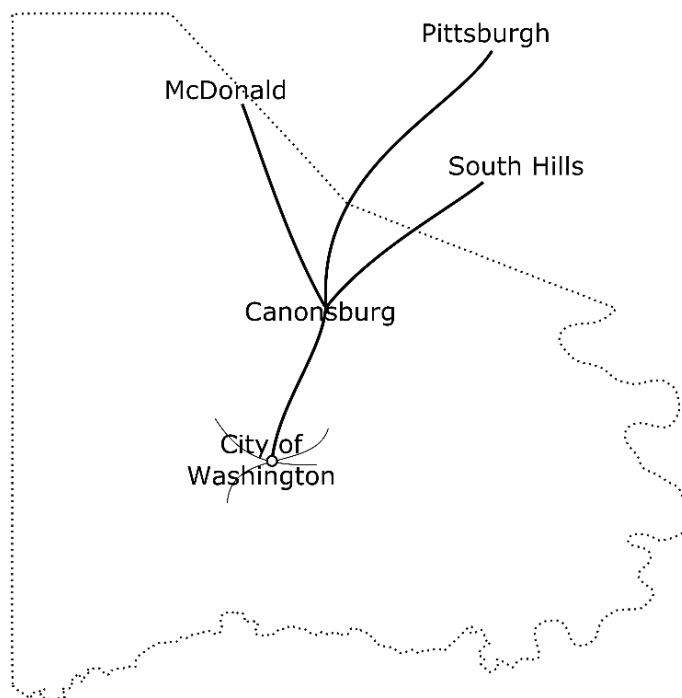 Pittsburgh
McDonald
South Hills
Canonsburg
City of
Washington